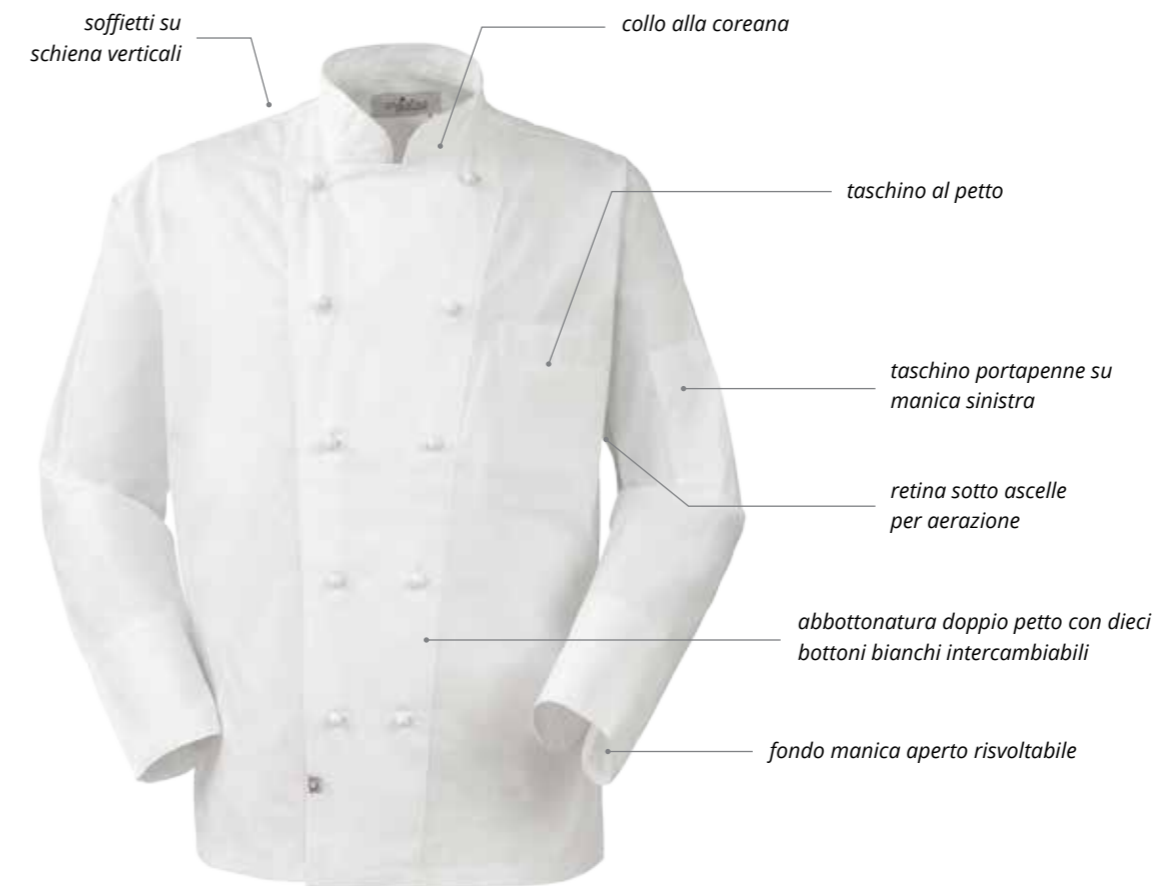 soffietti su
schiena verticali
collo alla coreana
taschino al petto
taschino portapenne su
manica sinistra
retina sotto ascelle
per aerazione
abbottonatura doppio petto con dieci
bottoni bianchi intercambiabili
fondo manica aperto risvoltabile